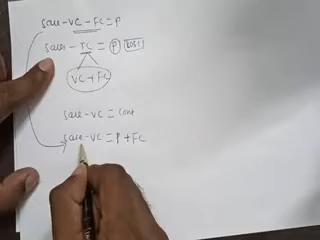 sale-VC-FC=P
sales-TC=P LOSS
VC+FC
sale-VC=Cont
sale-VC=P+FC